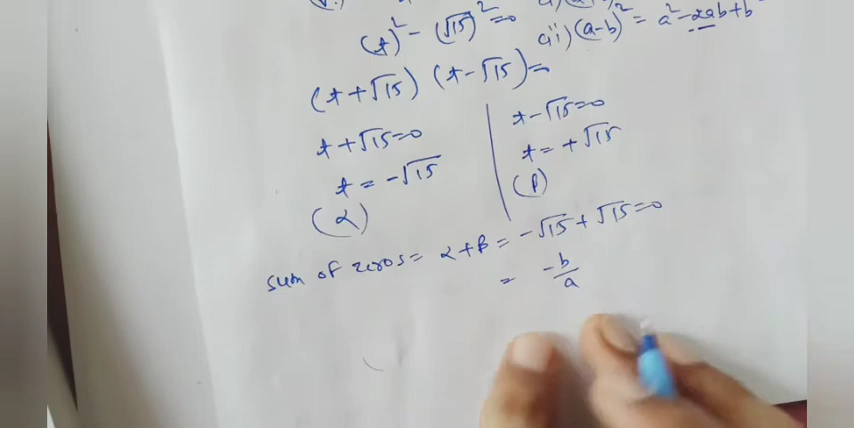 (t)² - (√15)² = 0
ii) (a-b)² = a² - 2ab + b
(t + √15) (t - √15) =
t + √15 = 0
t = -√15
(α)
t - √15 = 0
t = + √15
(β)
sum of zeros = α + β = -√15 + √15 = 0
= -b/a